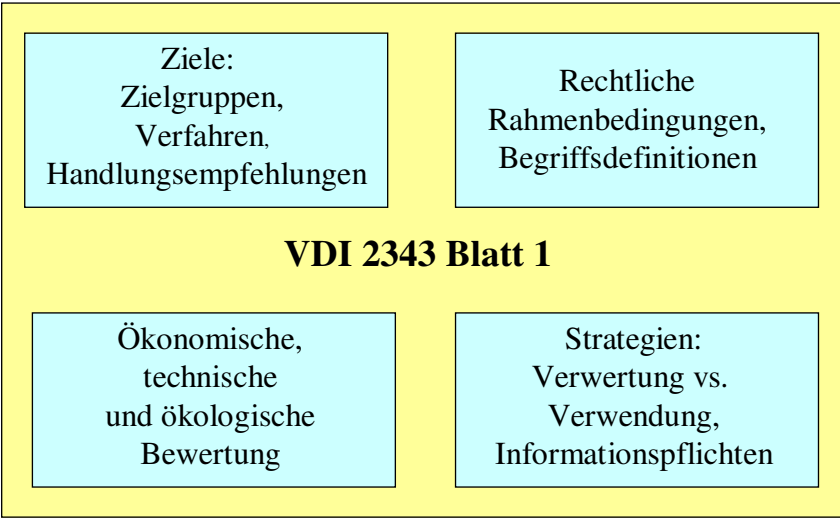 Ziele:
Zielgruppen,
Verfahren,
Handlungsempfehlungen
Rechtliche
Rahmenbedingungen,
Begriffsdefinitionen
VDI 2343 Blatt 1
Ökonomische,
technische
und ökologische
Bewertung
Strategien:
Verwertung vs.
Verwendung,
Informationspflichten